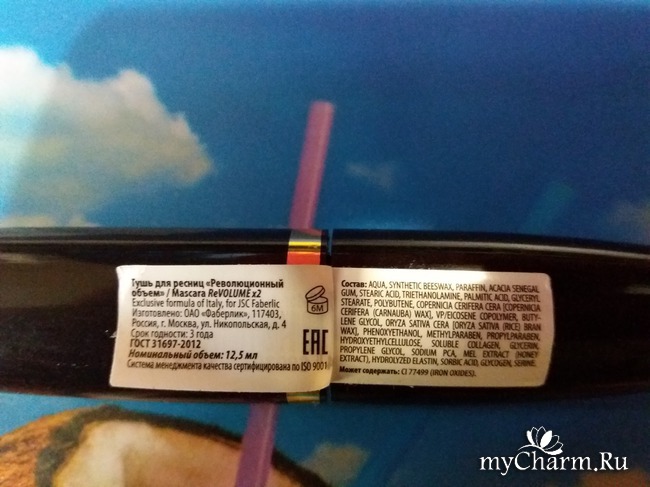 Тушь для ресниц «Революционный
объем» / Mascara ReVOLUME x2
Exclusive formula of Italy, for JSC Faberlic
Изготовлено: ОАО «Фаберлик», 117403,
Россия, г. Москва, ул. Никопольская, д. 4
Срок годности: 3 года
ГОСТ 31697-2012
Номинальный объем: 12,5 мл
Система менеджмента качества сертифицирована по ISO 9001
6M
EAC
Состав: AQUA, SYNTHETIC BEESWAX, PARAFFIN, ACACIA SENEGAL
GUM, STEARIC ACID, TRIETHANOLAMINE, PALMITIC ACID, GLYCERYL
STEARATE, POLYBUTENE, COPERNICIA CERIFERA CERA [COPERNICIA
CERIFERA (CARNAUBA) WAX], VP/EICOSENE COPOLYMER, BUTY-
LENE GLYCOL, ORYZA SATIVA CERA [ORYZA SATIVA (RICE) BRAN
WAX], PHENOXYETHANOL, METHYLPARABEN, PROPYLPARABEN,
HYDROXYETHYLCELLULOSE, SOLUBLE COLLAGEN, GLYCERIN,
PROPYLENE GLYCOL, SODIUM PCA, MEL EXTRACT (HONEY
EXTRACT), HYDROLYZED ELASTIN, SORBIC ACID, GLYCOGEN, SERINE.
Может содержать: CI 77499 (IRON OXIDES).
myCharm.Ru